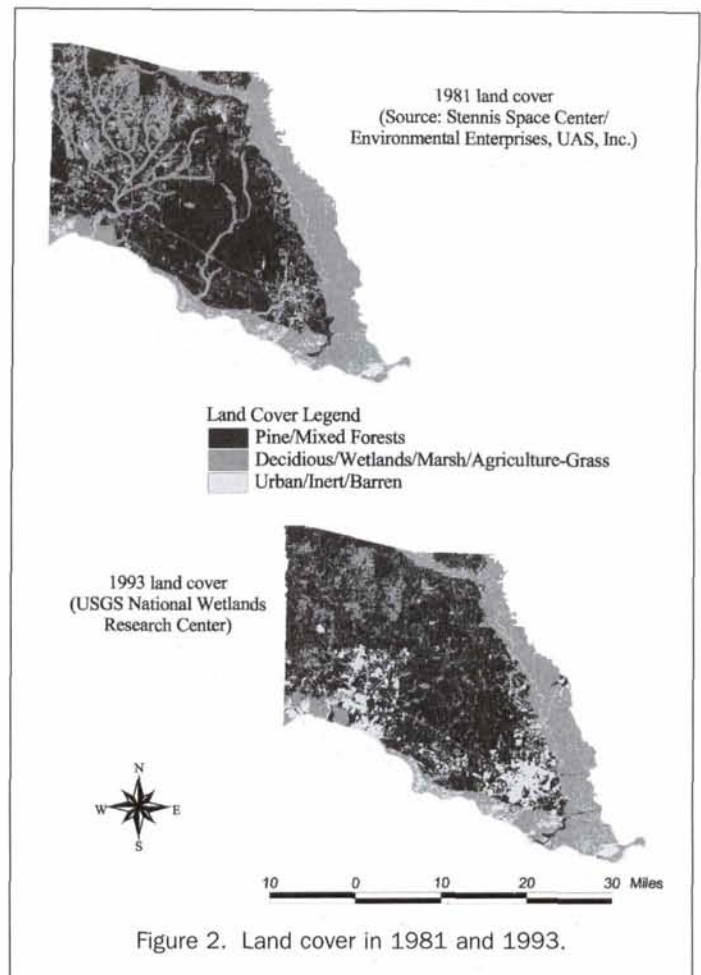 1981 land cover
(Source: Stennis Space Center/
Environmental Enterprises, UAS, Inc.)
Land Cover Legend
Pine/Mixed Forests
Decidious/Wetlands/Marsh/Agriculture-Grass
Urban/Inert/Barren
1993 land cover
(USGS National Wetlands
Research Center)
N
W E
S
10 0 10 20 30 Miles
Figure 2. Land cover in 1981 and 1993.